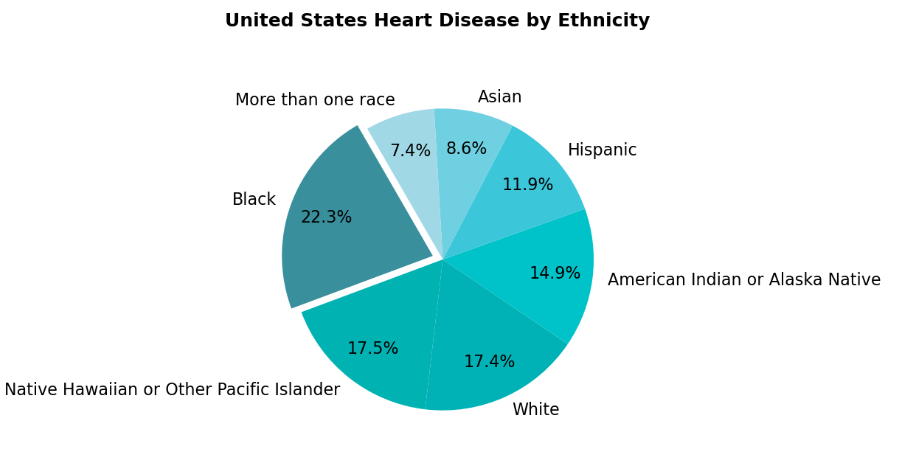 United States Heart Disease by Ethnicity
More than one race
Asian
Hispanic
Black
7.4%
8.6%
11.9%
22.3%
14.9%
American Indian or Alaska Native
17.5%
17.4%
Native Hawaiian or Other Pacific Islander
White